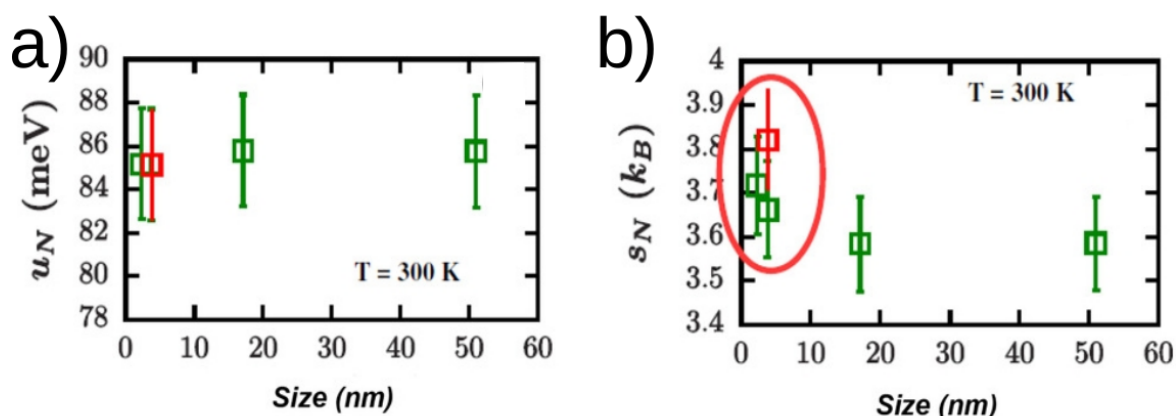 a)
90
88
86
84
82
80
78
u_N (meV)
T = 300 K
0 10 20 30 40 50 60
Size (nm)
b)
4
3.9
3.8
3.7
3.6
3.5
3.4
s_N (k_B)
T = 300 K
0 10 20 30 40 50 60
Size (nm)